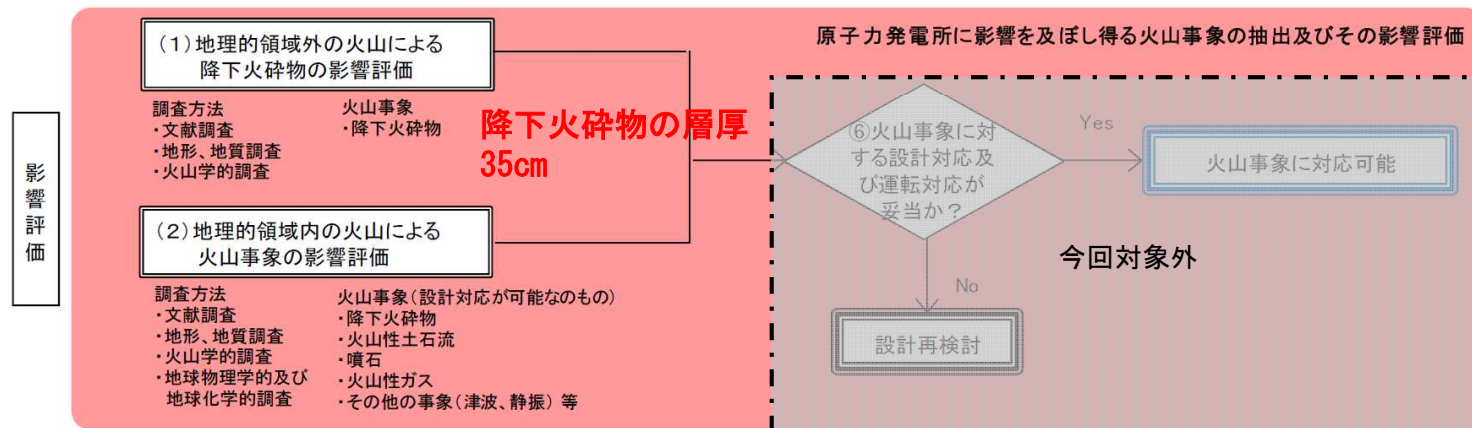 影響評価
(1)地理的領域外の火山による
降下火砕物の影響評価
調査方法
・文献調査
・地形、地質調査
・火山学的調査
火山事象
・降下火砕物
降下火砕物の層厚
35cm
(2)地理的領域内の火山による
火山事象の影響評価
調査方法
・文献調査
・地形、地質調査
・火山学的調査
・地球物理学的及び
地球化学的調査
火山事象(設計対応が可能なのもの)
・降下火砕物
・火山性土石流
・噴石
・火山性ガス
・その他の事象(津波、静振)等
原子力発電所に影響を及ぼし得る火山事象の抽出及びその影響評価
⑥火山事象に対
する設計対応及
び運転対応が
妥当か?
Yes
火山事象に対応可能
今回対象外
No
設計再検討